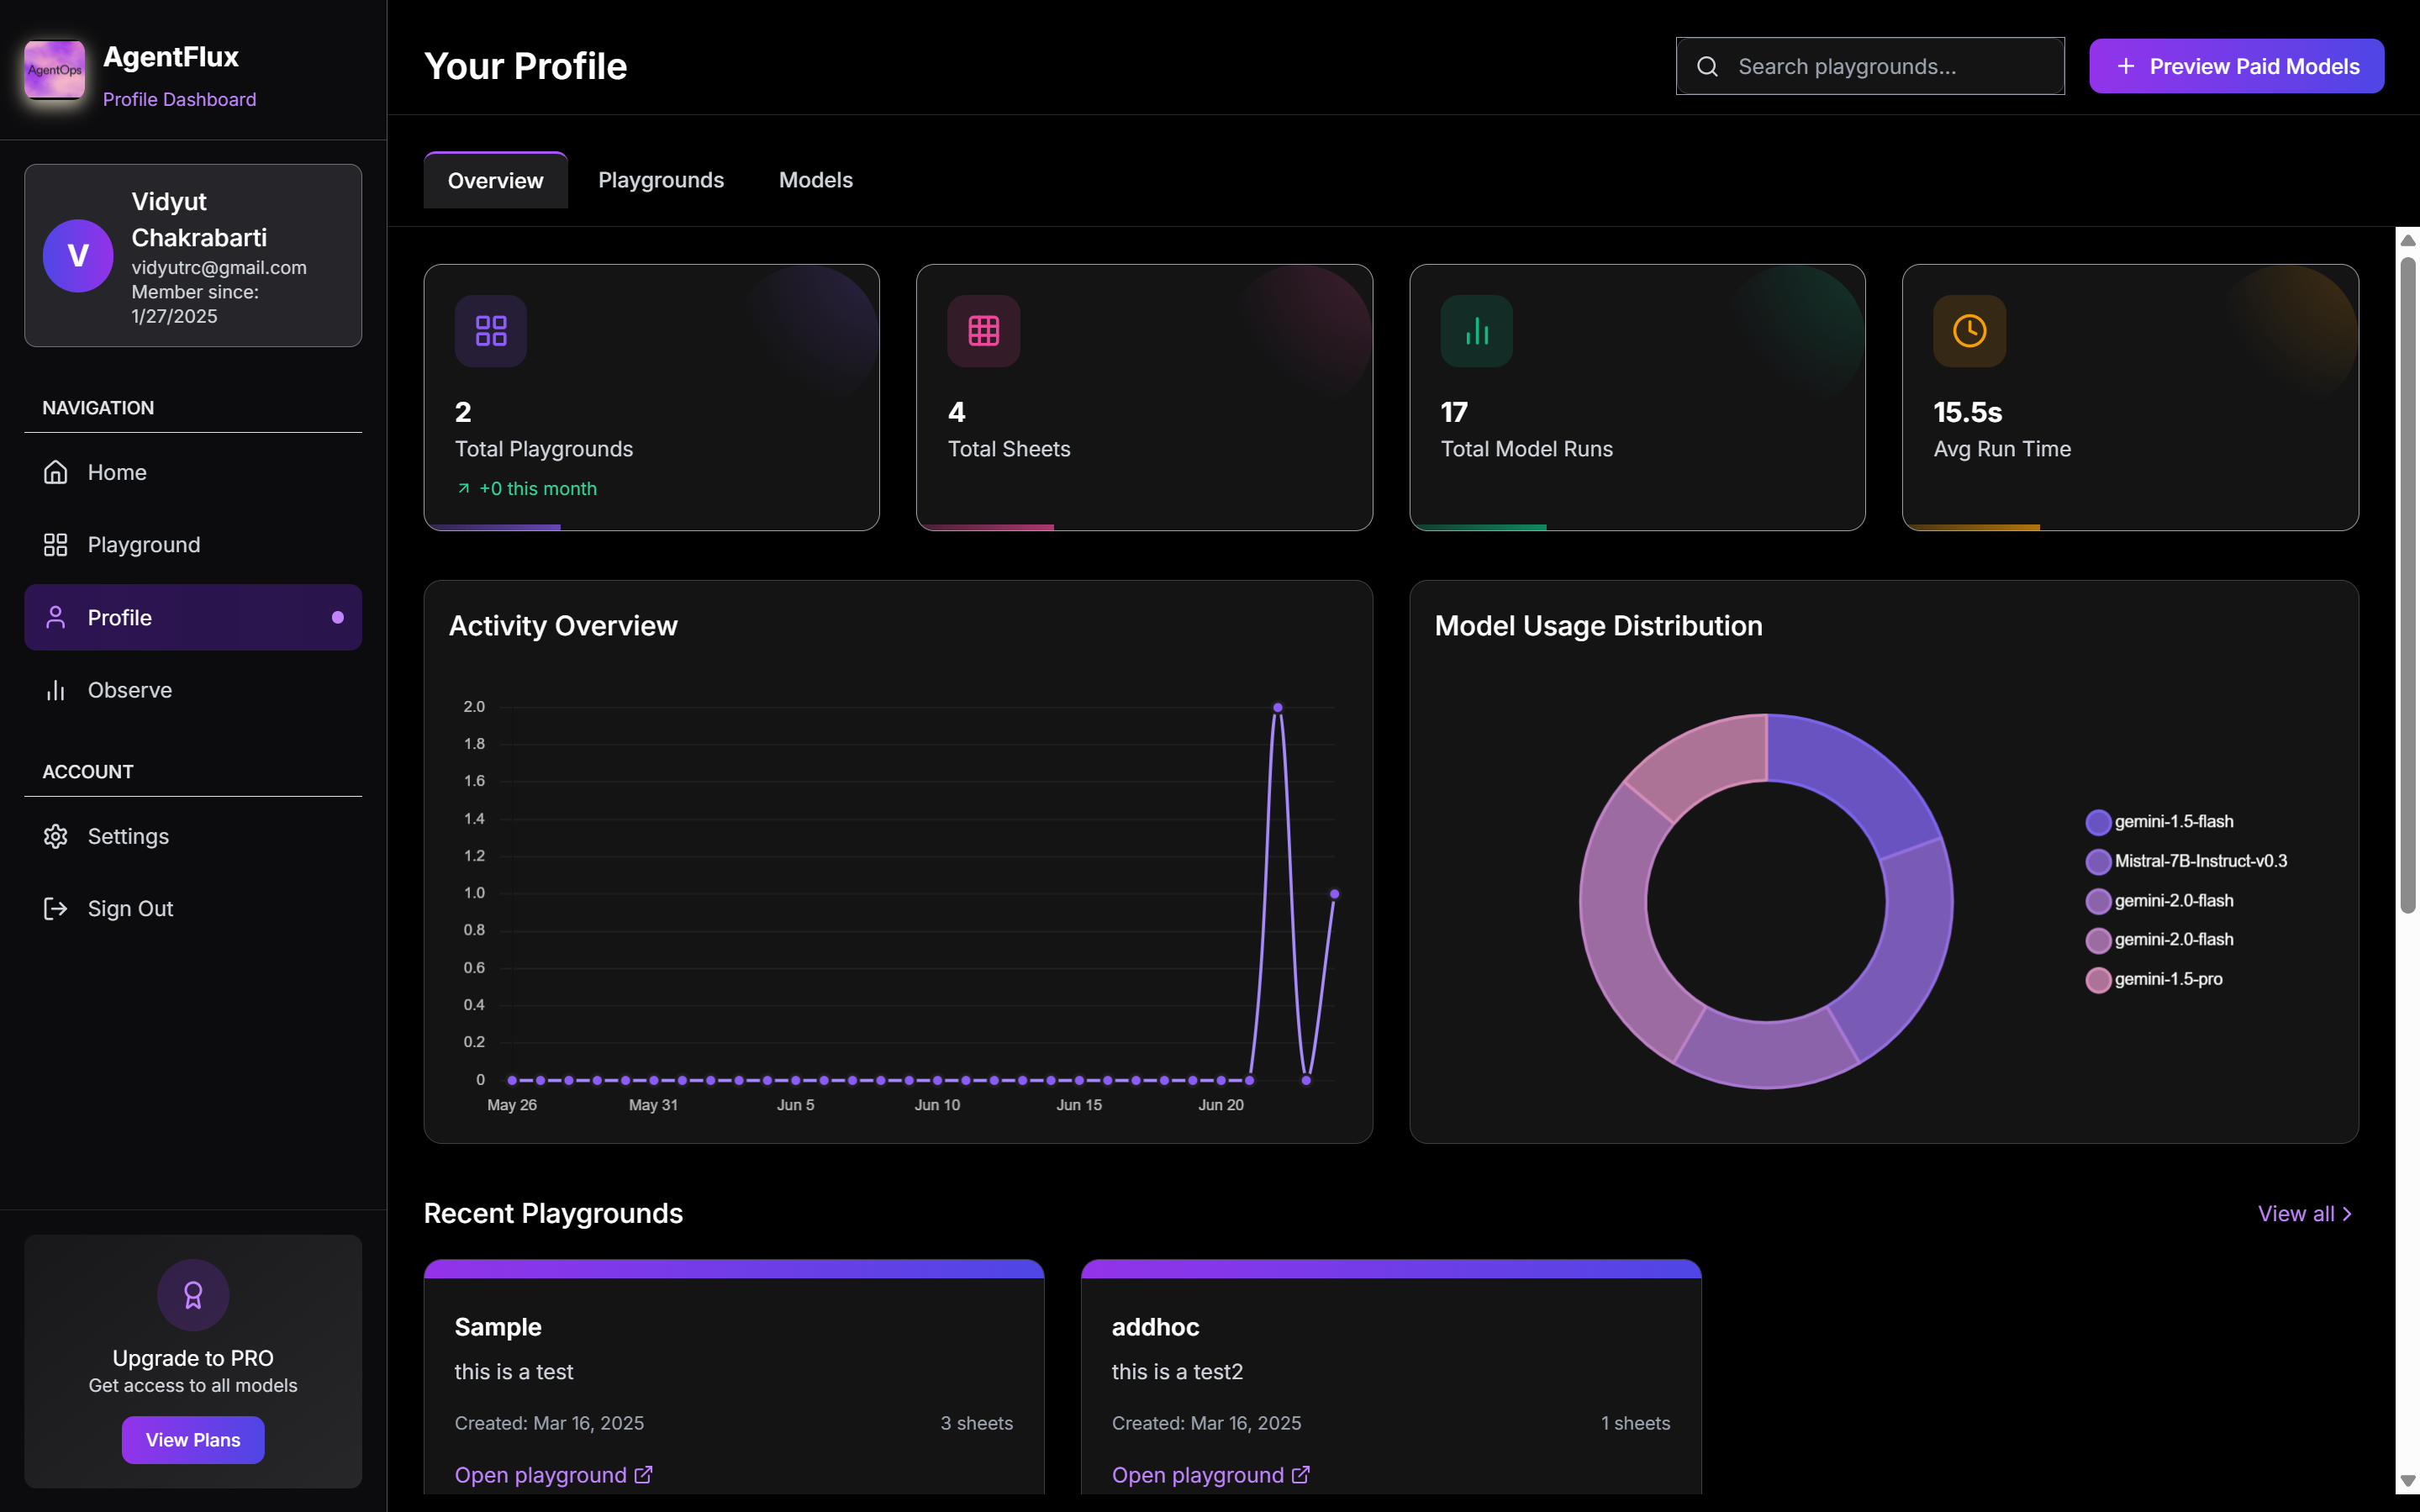 AgentOps
AgentFlux
Profile Dashboard
V
Vidyut
Chakrabarti
vidyutrc@gmail.com
Member since:
1/27/2025
NAVIGATION
Home
Playground
Profile
Observe
ACCOUNT
Settings
Sign Out
Upgrade to PRO
Get access to all models
View Plans
Your Profile
Search playgrounds...
Preview Paid Models
Overview
Playgrounds
Models
2
Total Playgrounds
+0 this month
4
Total Sheets
17
Total Model Runs
15.5s
Avg Run Time
Activity Overview
2.0
1.8
1.6
1.4
1.2
1.0
0.8
0.6
0.4
0.2
0
May 26 May 31 Jun 5 Jun 10 Jun 15 Jun 20
Model Usage Distribution
gemini-1.5-flash
Mistral-7B-Instruct-v0.3
gemini-2.0-flash
gemini-2.0-flash
gemini-1.5-pro
Recent Playgrounds
View all
Sample
this is a test
Created: Mar 16, 2025 3 sheets
Open playground
addhoc
this is a test2
Created: Mar 16, 2025 1 sheets
Open playground